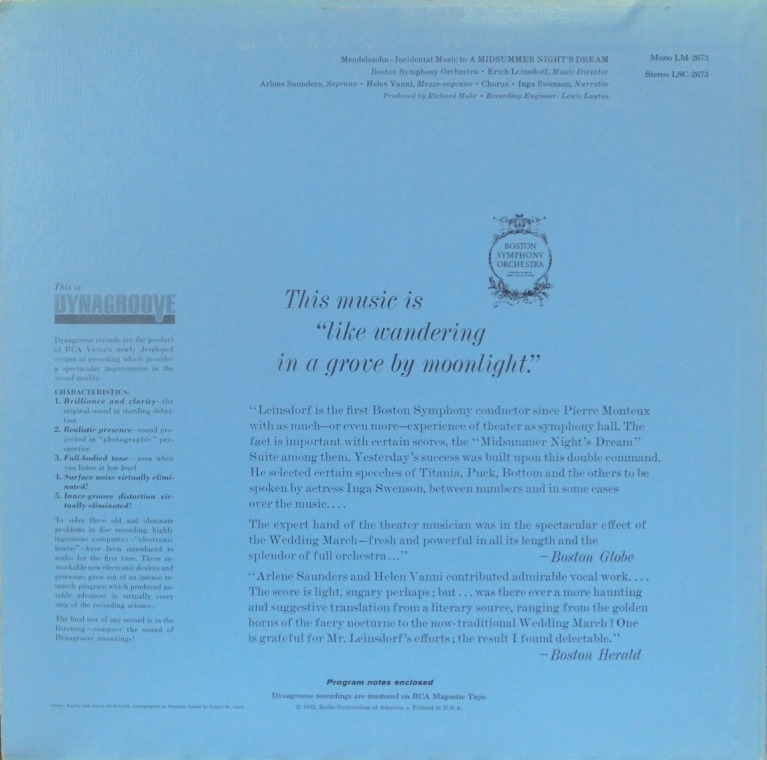 Mendelssohn—Incidental Music to A MIDSUMMER NIGHT'S DREAM
Boston Symphony Orchestra • Erich Leinsdorf, Music Director
Arlene Saunders, Soprano • Helen Vanni, Mezzo-soprano • Chorus • Inga Swenson, Narrator
Produced by Richard Mohr • Recording Engineer: Lewis Layton
Mono LM-2673
Stereo LSC-2673
BOSTON
SYMPHONY
ORCHESTRA
This music is
“like wandering
in a grove by moonlight.”
This is
DYNAGROOVE
Dynagroove records are the product
of RCA Victor's newly developed
system of recording which provides
a spectacular improvement in the
sound quality.
CHARACTERISTICS:
1. Brilliance and clarity—the
original sound in startling defini-
tion
2. Realistic presence—sound pro-
jected in “photographic” per-
spective
3. Full-bodied tone—even when
you listen at low level
4. Surface noise virtually elimi-
nated!
5. Inner-groove distortion vir-
tually eliminated!
To solve these old and obstinate
problems in disc recording, highly
ingenious computers—“electronic
brains”—have been introduced to
audio for the first time. These re-
markable new electronic devices and
processes grew out of an intense re-
search program which produced no-
table advances in virtually every
step of the recording science.
The final test of any record is in the
listening—compare the sound of
Dynagroove recordings!
“Leinsdorf is the first Boston Symphony conductor since Pierre Monteux
with as much—or even more—experience of theater as symphony hall. The
fact is important with certain scores, the “Midsummer Night's Dream”
Suite among them. Yesterday's success was built upon this double command.
He selected certain speeches of Titania, Puck, Bottom and the others to be
spoken by actress Inga Swenson, between numbers and in some cases
over the music....
The expert hand of the theater musician was in the spectacular effect of
the Wedding March—fresh and powerful in all its length and the
splendor of full orchestra...”
—Boston Globe
“Arlene Saunders and Helen Vanni contributed admirable vocal work....
The score is light, sugary perhaps; but...was there ever a more haunting
and suggestive translation from a literary source, ranging from the golden
horns of the faery nocturne to the now-traditional Wedding March? One
is grateful for Mr. Leinsdorf's efforts; the result I found delectable.”
—Boston Herald
Program notes enclosed
Dynagroove recordings are mastered on RCA Magnetic Tape.
Radio Corporation of America • Printed in U.S.A.